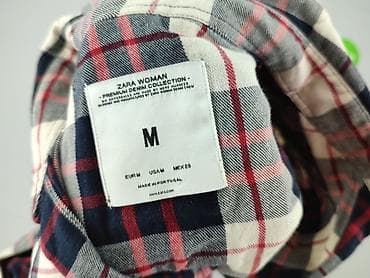 ZARA WOMAN
- PREMIUM DENIM COLLECTION -
M
EUR M USA M MEX 28
MADE IN PORTUGAL